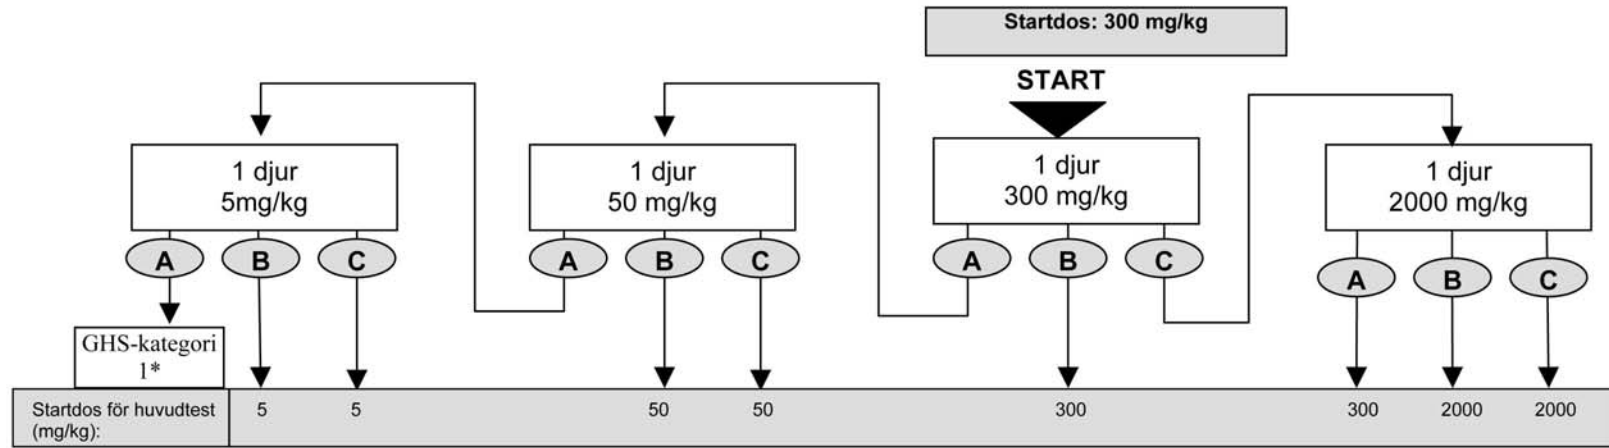 Startdos: 300 mg/kg
START
1 djur
5mg/kg
1 djur
50 mg/kg
1 djur
300 mg/kg
1 djur
2000 mg/kg
A B C
A B C
A B C
A B C
GHS-kategori
1*
Startdos för huvudtest
(mg/kg):
5 5 50 50 300 300 2000 2000